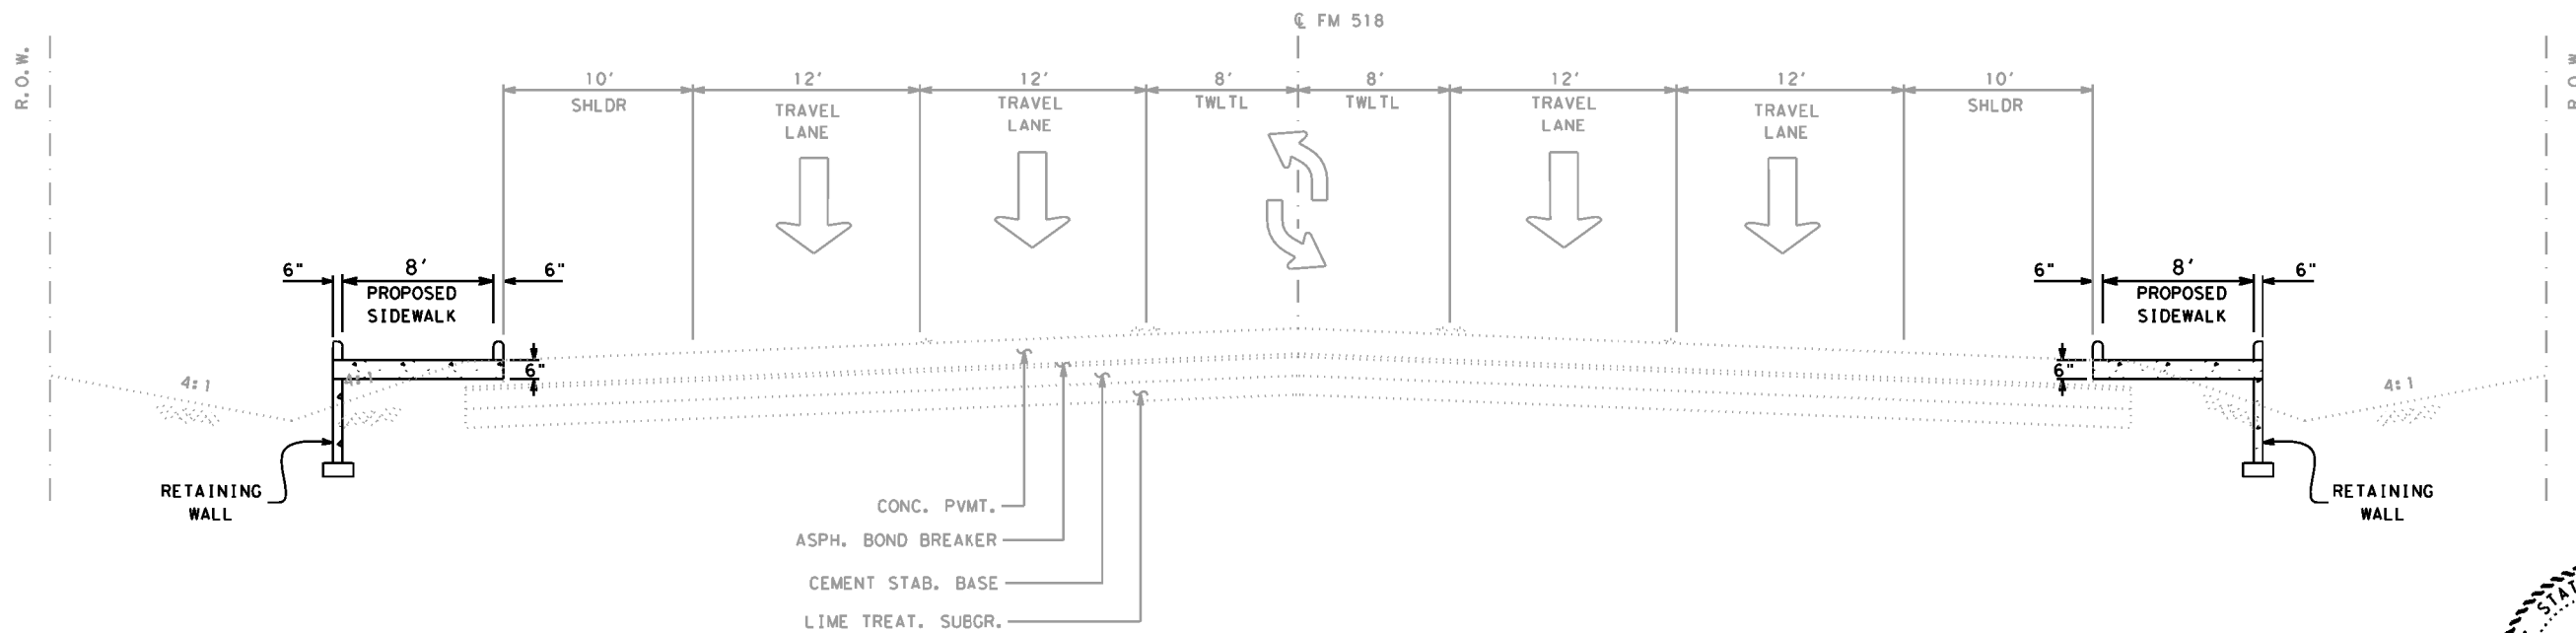 ℄ FM 518
R.O.W.
R.O.W.
10'
12'
12'
8'
8'
12'
12'
10'
SHLDR
TRAVEL
LANE
TRAVEL
LANE
TWLTL
TWLTL
TRAVEL
LANE
TRAVEL
LANE
SHLDR
6"
8'
6"
PROPOSED
SIDEWALK
6"
8'
6"
PROPOSED
SIDEWALK
6"
6"
4:1
4:1
4:1
RETAINING
WALL
RETAINING
WALL
CONC. PVMT.
ASPH. BOND BREAKER
CEMENT STAB. BASE
LIME TREAT. SUBGR.